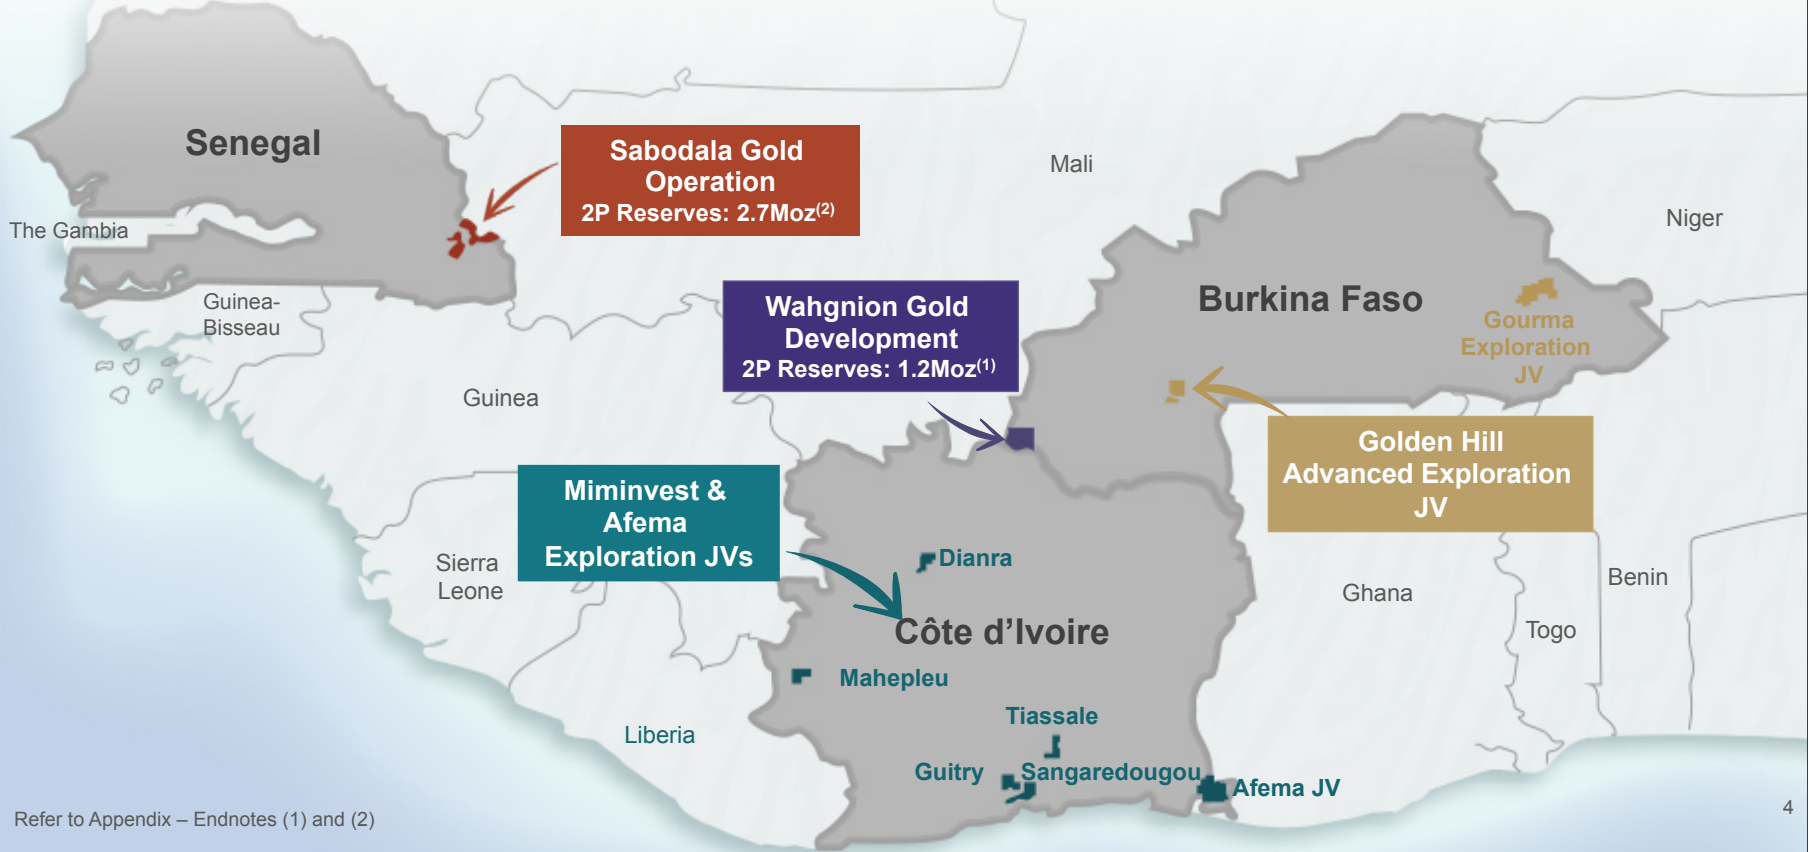 Senegal
Sabodala Gold
Operation
2P Reserves: 2.7Moz(2)
Mali
Niger
The Gambia
Guinea-
Bisseau
Wahgnion Gold
Development
2P Reserves: 1.2Moz(1)
Burkina Faso
Gourma
Exploration
JV
Guinea
Golden Hill
Advanced Exploration
JV
Miminvest &
Afema
Exploration JVs
Sierra
Leone
Dianra
Côte d’Ivoire
Ghana
Benin
Togo
Mahepleu
Liberia
Tiassale
Guitry
Sangaredougou
Afema JV
Refer to Appendix – Endnotes (1) and (2)
4